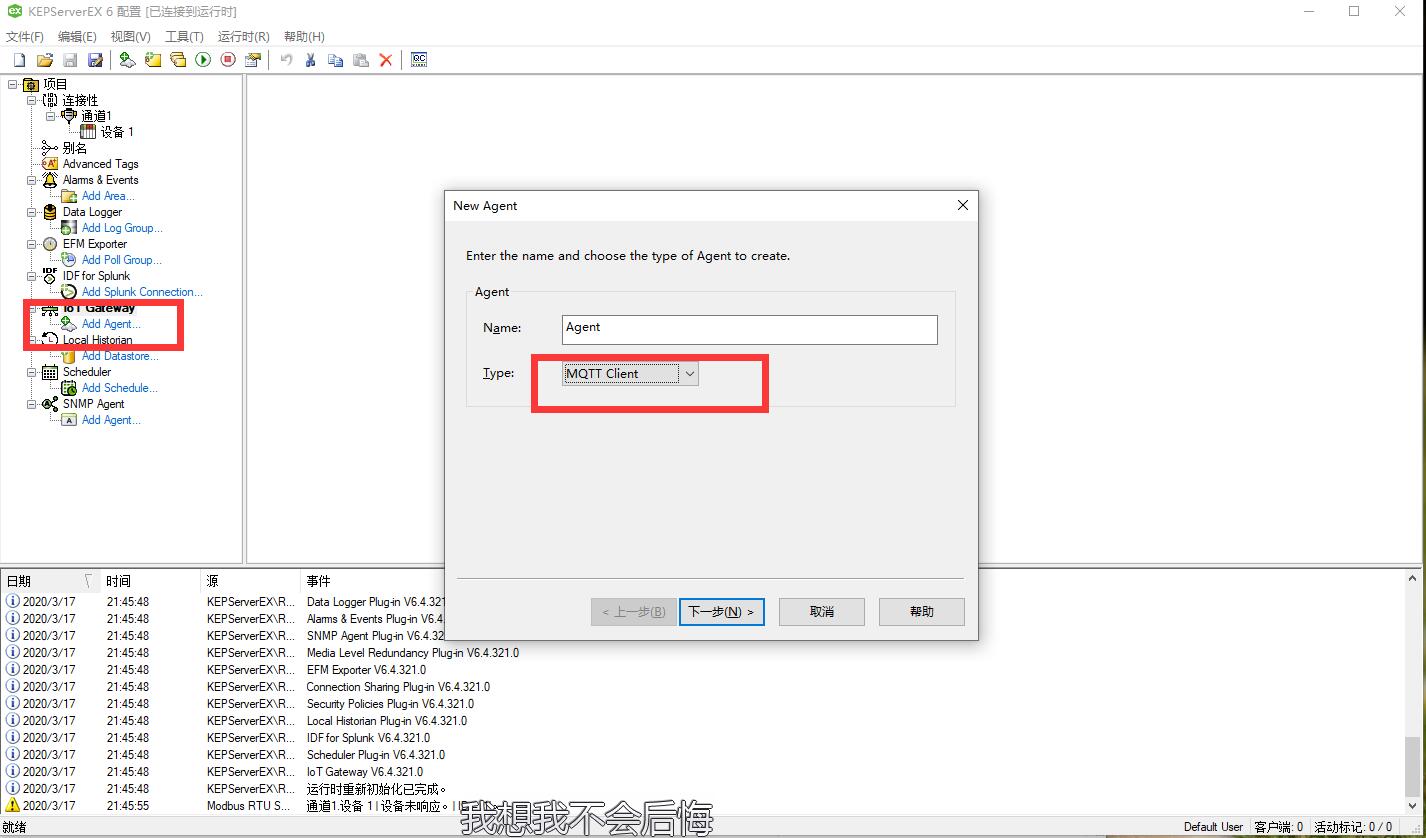 KEPServerEX 6 配置 [已连接到运行时]
文件(F) 编辑(E) 视图(V) 工具(T) 运行时(R) 帮助(H)
QC
项目
连接性
通道1
设备 1
别名
Advanced Tags
Alarms & Events
Add Area...
Data Logger
Add Log Group...
EFM Exporter
Add Poll Group...
IDF for Splunk
Add Splunk Connection...
IoT Gateway
Add Agent...
Local Historian
Add Datastore...
Scheduler
Add Schedule...
SNMP Agent
Add Agent...
New Agent
Enter the name and choose the type of Agent to create.
Agent
Name: Agent
Type: MQTT Client
< 上一步(B) 下一步(N) > 取消 帮助
日期 时间 源 事件
2020/3/17 21:45:48 KEPServerEX\R... Data Logger Plug-in V6.4.321
2020/3/17 21:45:48 KEPServerEX\R... Alarms & Events Plug-in V6.4
2020/3/17 21:45:48 KEPServerEX\R... SNMP Agent Plug-in V6.4.32
2020/3/17 21:45:48 KEPServerEX\R... Media Level Redundancy Plug-in V6.4.321.0
2020/3/17 21:45:48 KEPServerEX\R... EFM Exporter V6.4.321.0
2020/3/17 21:45:48 KEPServerEX\R... Connection Sharing Plug-in V6.4.321.0
2020/3/17 21:45:48 KEPServerEX\R... Security Policies Plug-in V6.4.321.0
2020/3/17 21:45:48 KEPServerEX\R... Local Historian Plug-in V6.4.321.0
2020/3/17 21:45:48 KEPServerEX\R... IDF for Splunk V6.4.321.0
2020/3/17 21:45:48 KEPServerEX\R... Scheduler Plug-in V6.4.321.0
2020/3/17 21:45:48 KEPServerEX\R... IoT Gateway V6.4.321.0
2020/3/17 21:45:48 KEPServerEX\R... 运行时重新初始化已完成。
2020/3/17 21:45:55 Modbus RTU S... 通道1.设备 1 | 设备未响应。|
我想我不会后悔
就绪 Default User 客户端: 0 活动标记: 0 / 0